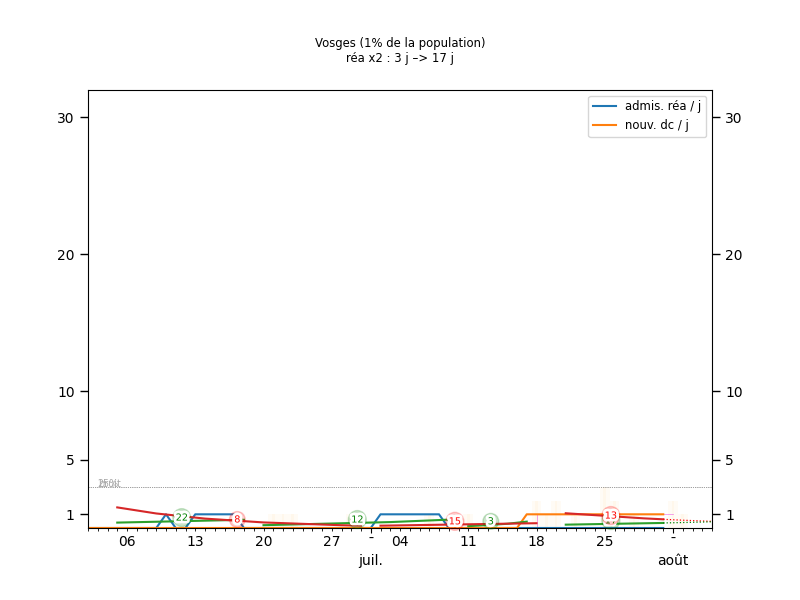 Vosges (1% de la population)
réa x2 : 3 j –> 17 j
admis. réa / j
nouv. dc / j
30 30
20 20
10 10
5 5
1 1
22 8 12 15 3 13
06 13 20 27 - 04 11 18 25 -
juil. août